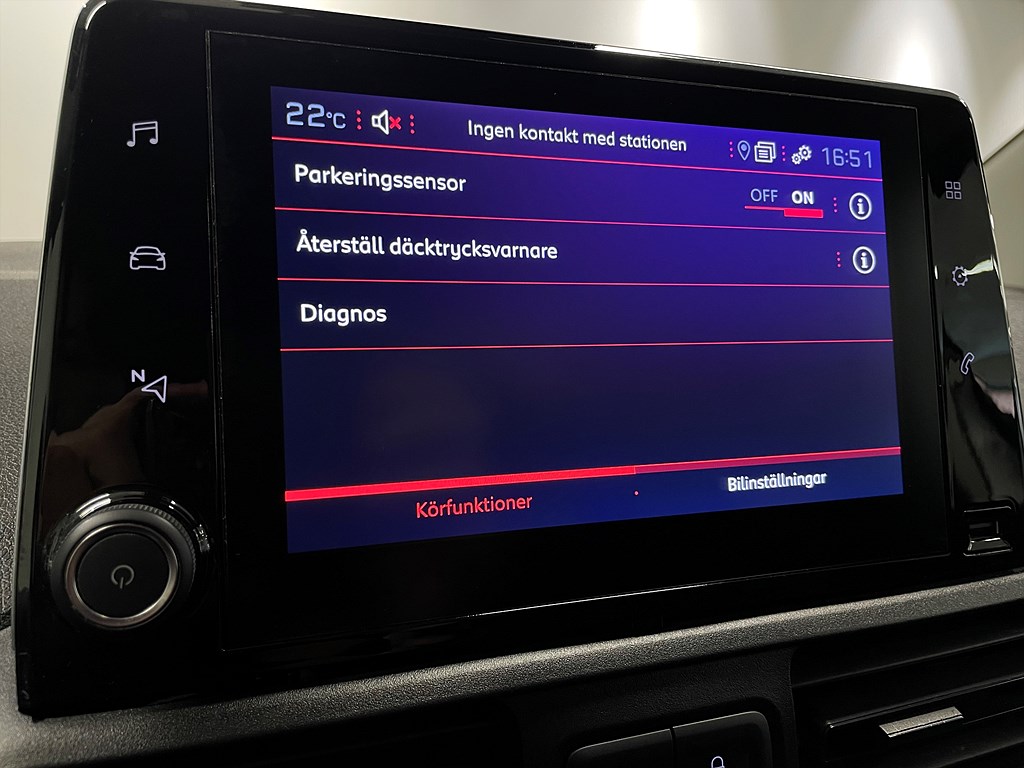 22°C
Ingen kontakt med stationen
16:51
Parkeringssensor
OFF ON
Återställ däcktrycksvarnare
Diagnos
N
Körfunktioner
Bilinställningar